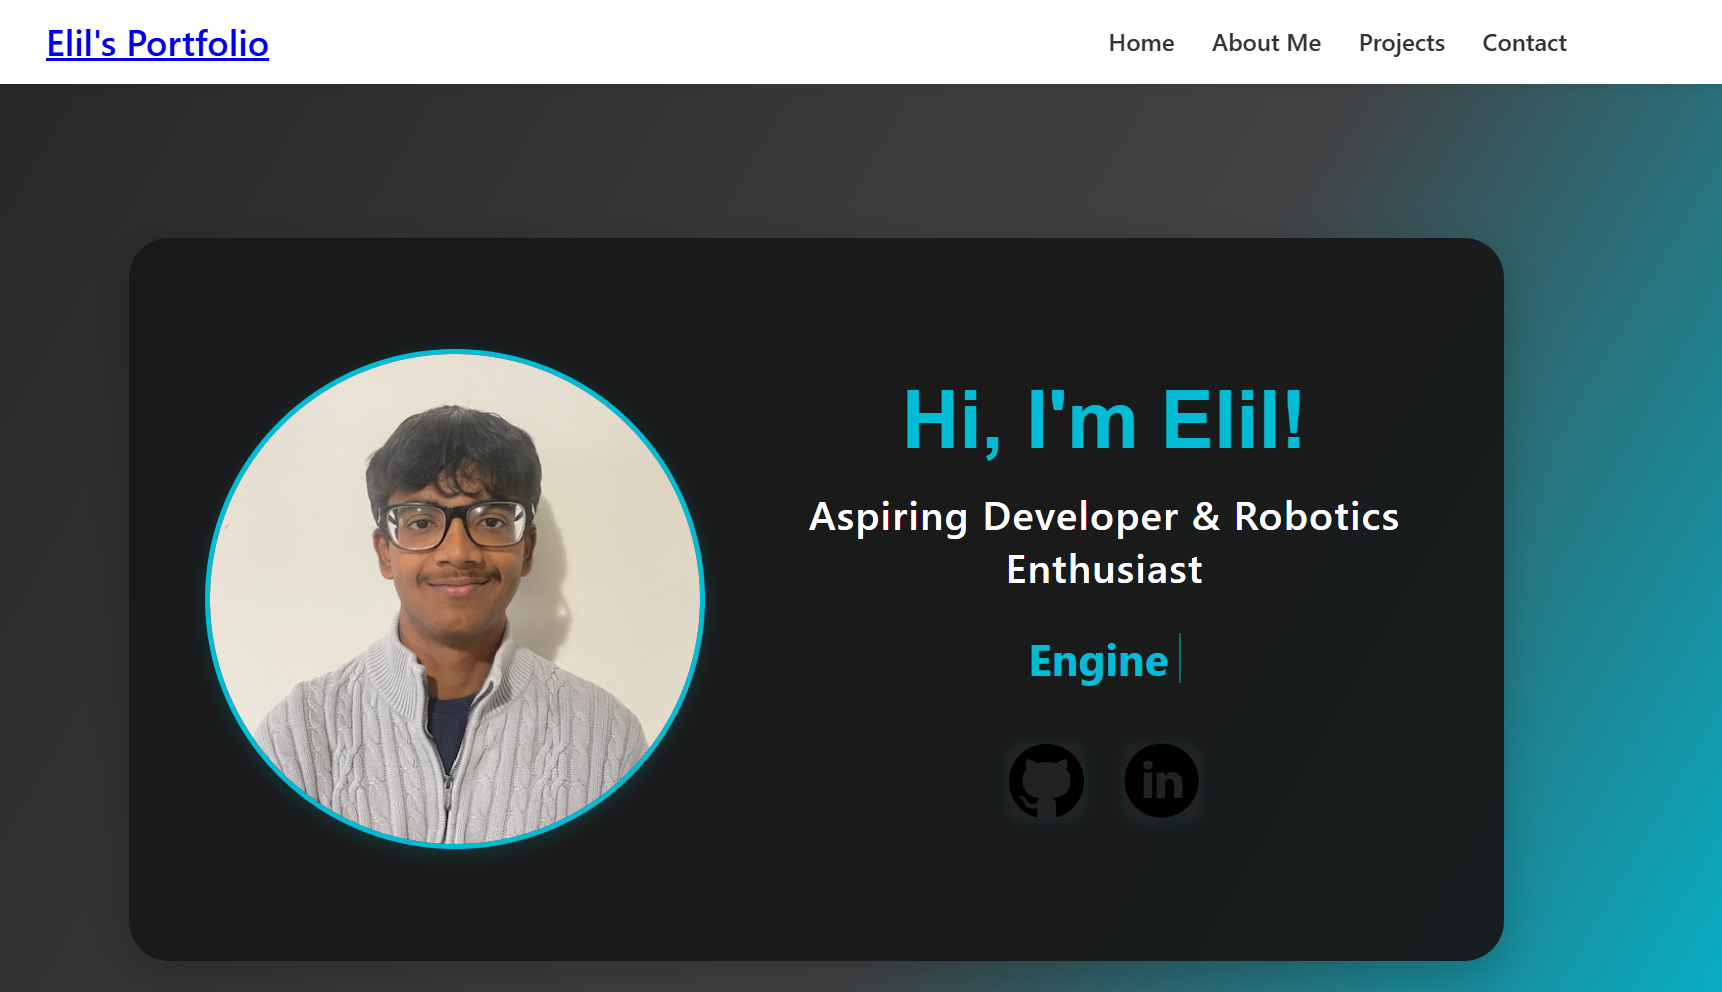 Elil's Portfolio
Home About Me Projects Contact
Hi, I'm Elil!
Aspiring Developer & Robotics
Enthusiast
Engine
in